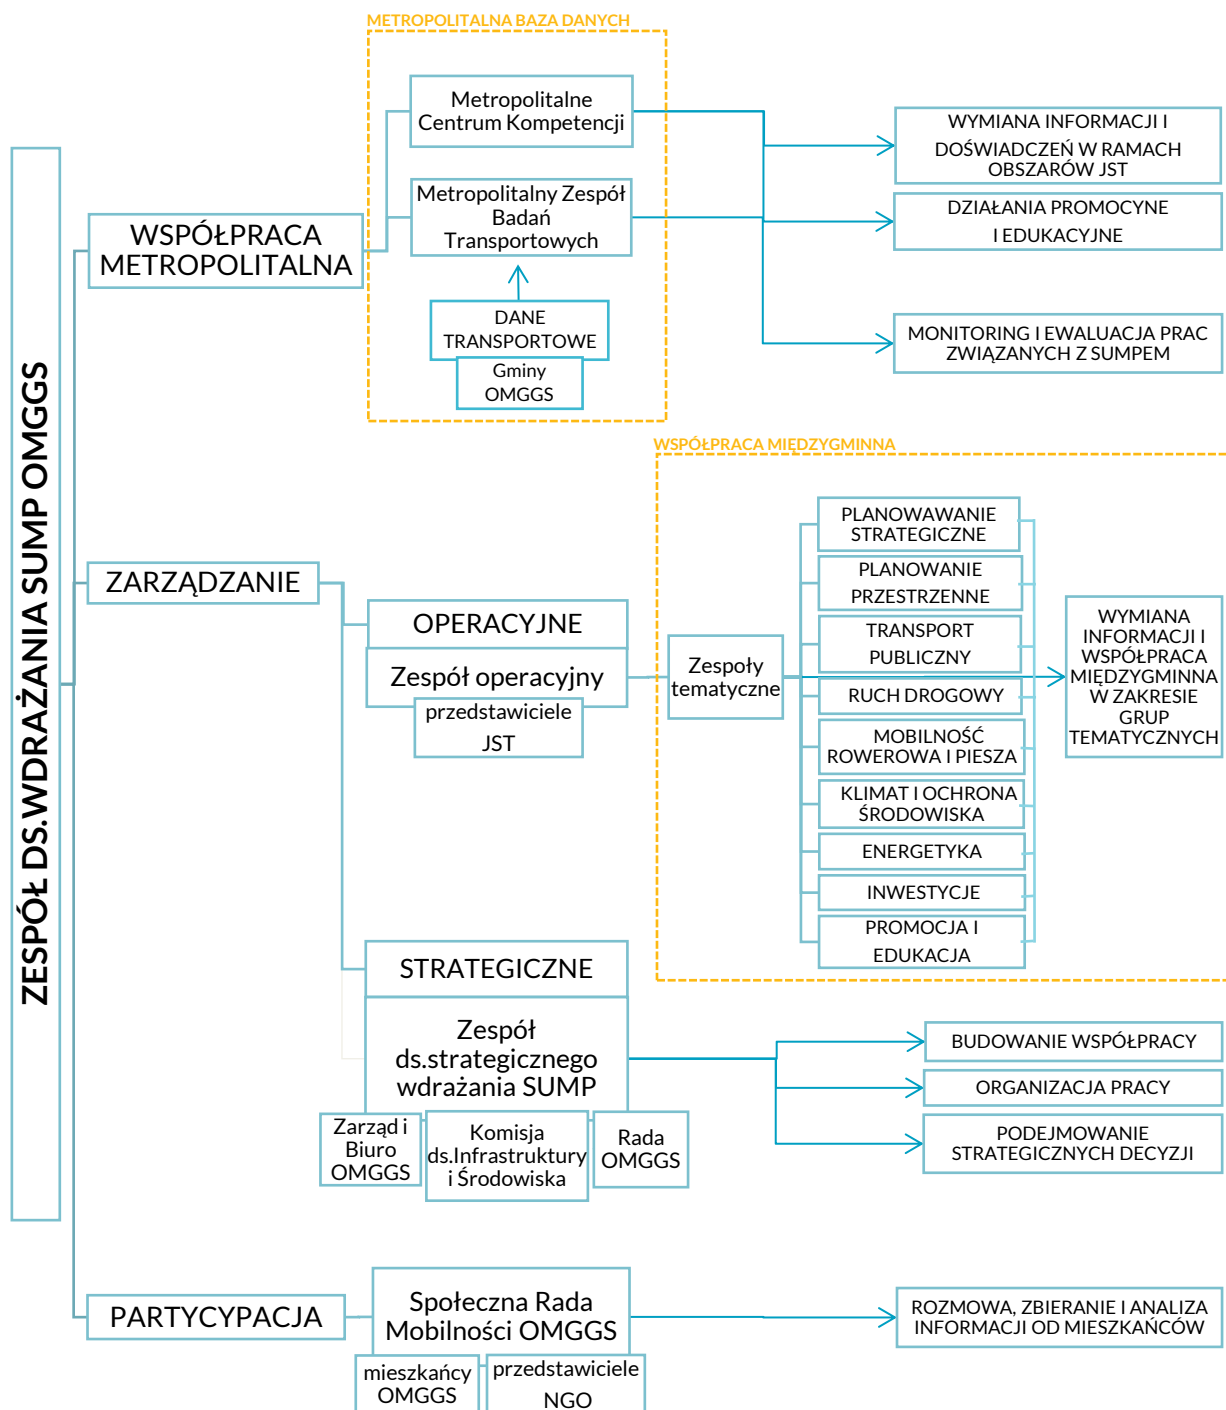 ZESPÓŁ DS.WDRAŻANIA SUMP OMGGS
WSPÓŁPRACA
METROPOLITALNA
METROPOLITALNA BAZA DANYCH
Metropolitalne
Centrum Kompetencji
Metropolitalny Zespół
Badań
Transportowych
DANE
TRANSPORTOWE
Gminy
OMGGS
WYMIANA INFORMACJI I
DOŚWIADCZEŃ W RAMACH
OBSZARÓW JST
DZIAŁANIA PROMOCYNE
I EDUKACYJNE
MONITORING I EWALUACJA PRAC
ZWIĄZANYCH Z SUMPEM
ZARZĄDZANIE
OPERACYJNE
Zespół operacyjny
przedstawiciele
JST
WSPÓŁPRACA MIĘDZYGMINNA
Zespoły
tematyczne
PLANOWAWANIE
STRATEGICZNE
PLANOWANIE
PRZESTRZENNE
TRANSPORT
PUBLICZNY
RUCH DROGOWY
MOBILNOŚĆ
ROWEROWA I PIESZA
KLIMAT I OCHRONA
ŚRODOWISKA
ENERGETYKA
INWESTYCJE
PROMOCJA I
EDUKACJA
WYMIANA
INFORMACJI I
WSPÓŁPRACA
MIĘDZYGMINNA
W ZAKRESIE
GRUP
TEMATYCZNYCH
STRATEGICZNE
Zespół
ds.strategicznego
wdrażania SUMP
Zarząd i
Biuro
OMGGS
Komisja
ds.Infrastruktury
i Środowiska
Rada
OMGGS
BUDOWANIE WSPÓŁPRACY
ORGANIZACJA PRACY
PODEJMOWANIE
STRATEGICZNYCH DECYZJI
PARTYCYPACJA
Społeczna Rada
Mobilności OMGGS
mieszkańcy
OMGGS
przedstawiciele
NGO
ROZMOWA, ZBIERANIE I ANALIZA
INFORMACJI OD MIESZKAŃCÓW